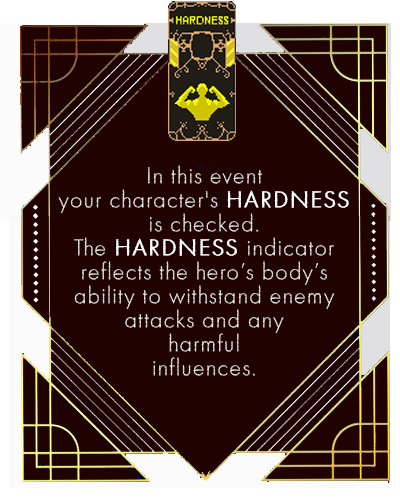 HARDNESS
In this event
your character's HARDNESS
is checked.
The HARDNESS indicator
reflects the hero's body's
ability to withstand enemy
attacks and any
harmful
influences.